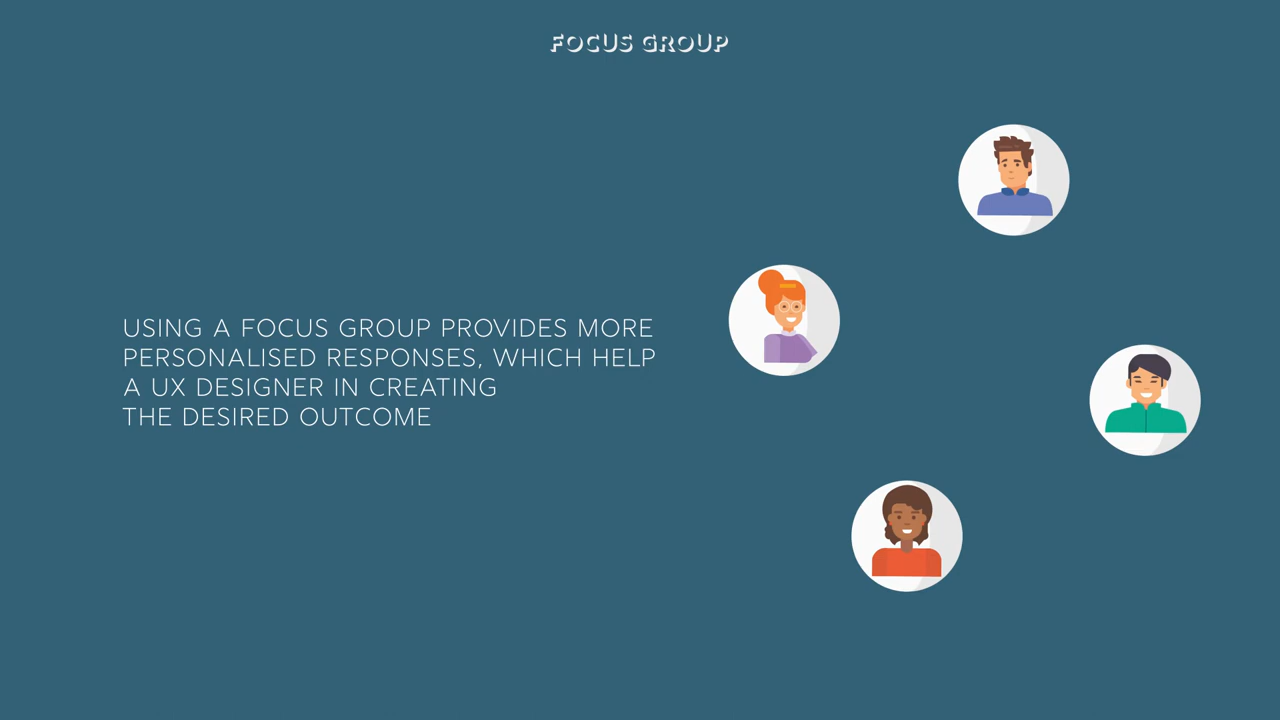 FOCUS GROUP
USING A FOCUS GROUP PROVIDES MORE
PERSONALISED RESPONSES, WHICH HELP
A UX DESIGNER IN CREATING
THE DESIRED OUTCOME